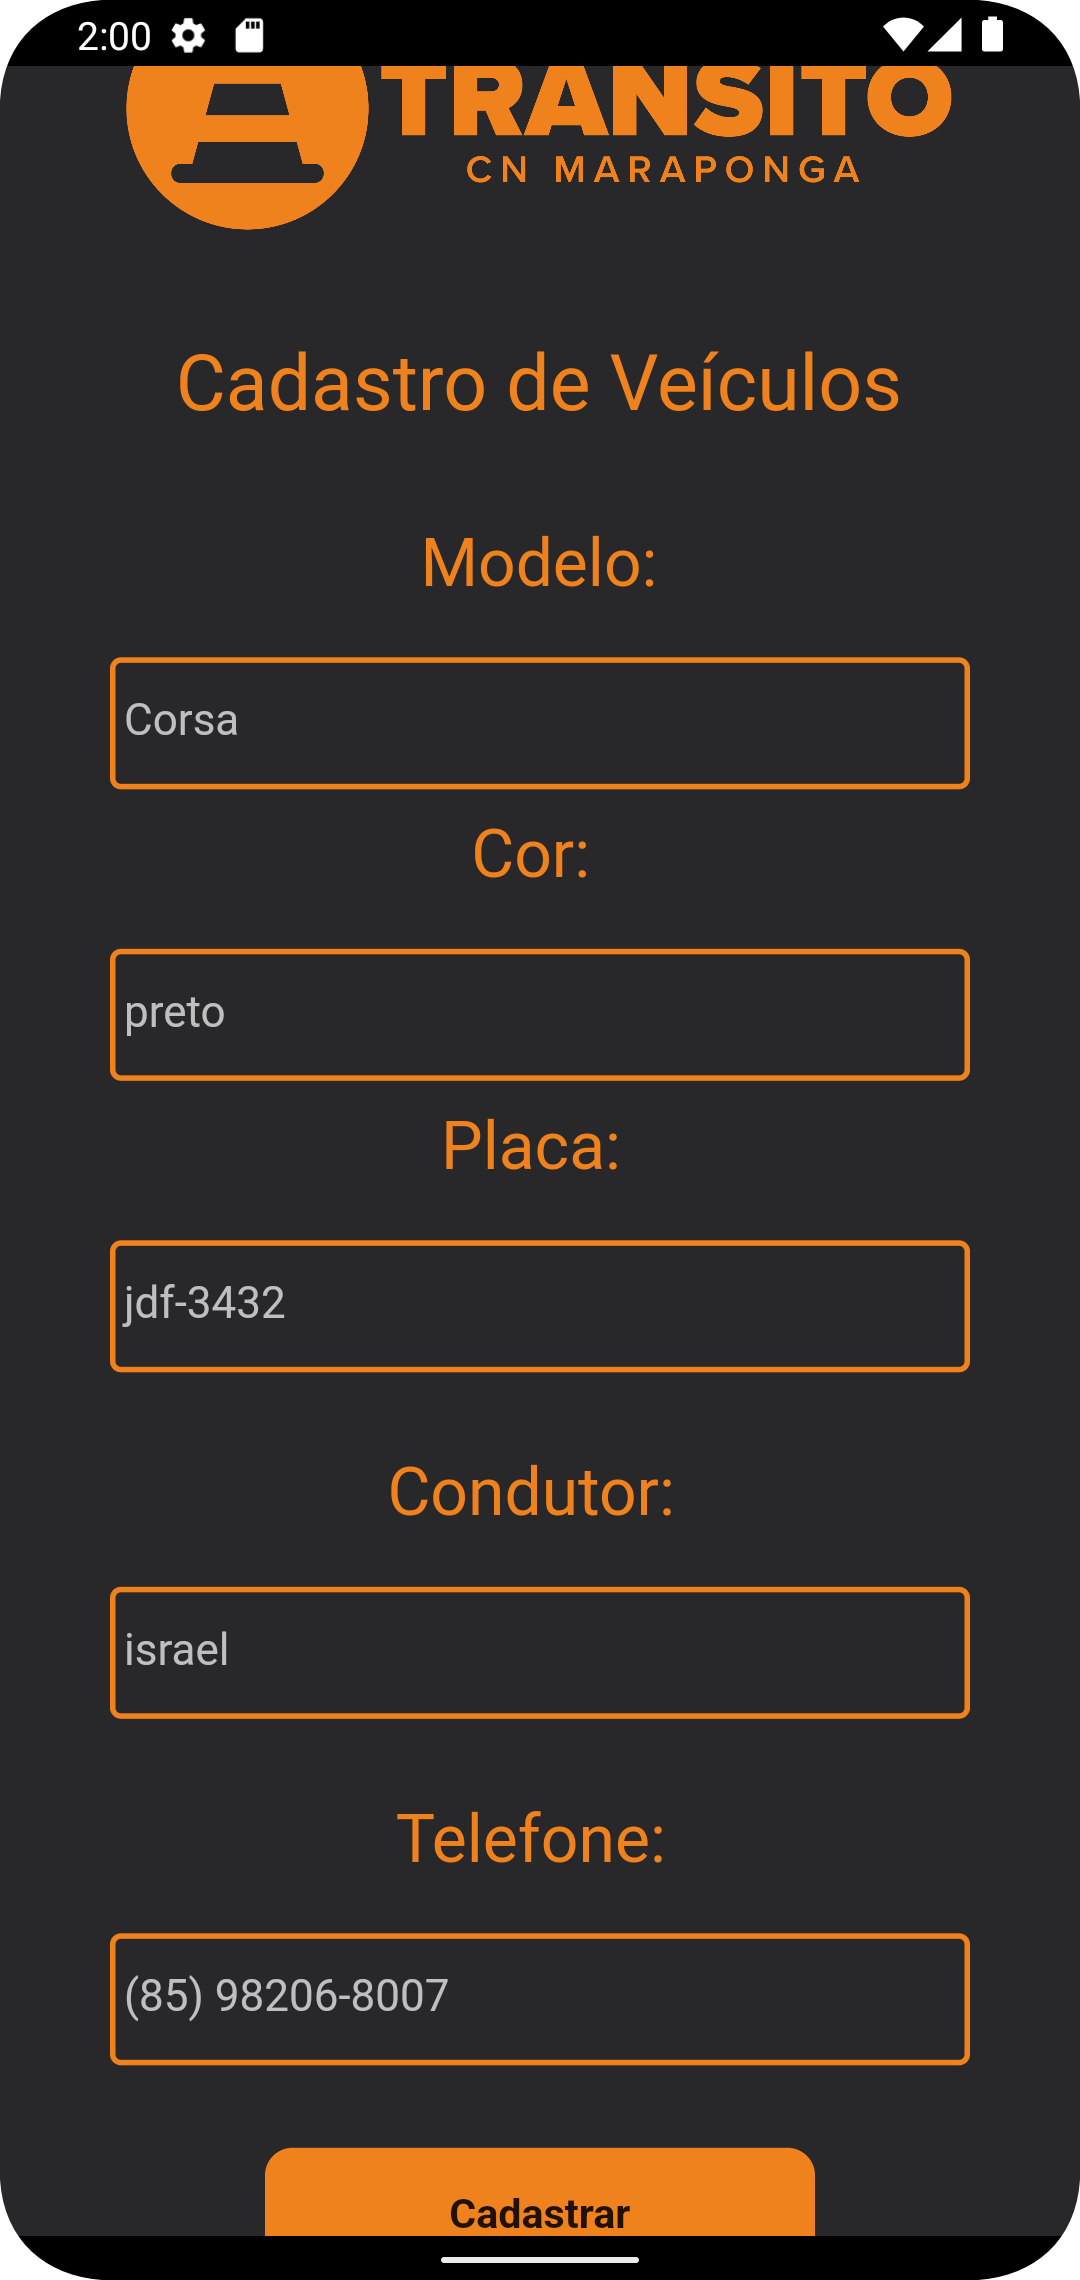 2:00
TRANSITO
CN MARAPONGA
Cadastro de Veículos
Modelo:
Corsa
Cor:
preto
Placa:
jdf-3432
Condutor:
israel
Telefone:
(85) 98206-8007
Cadastrar